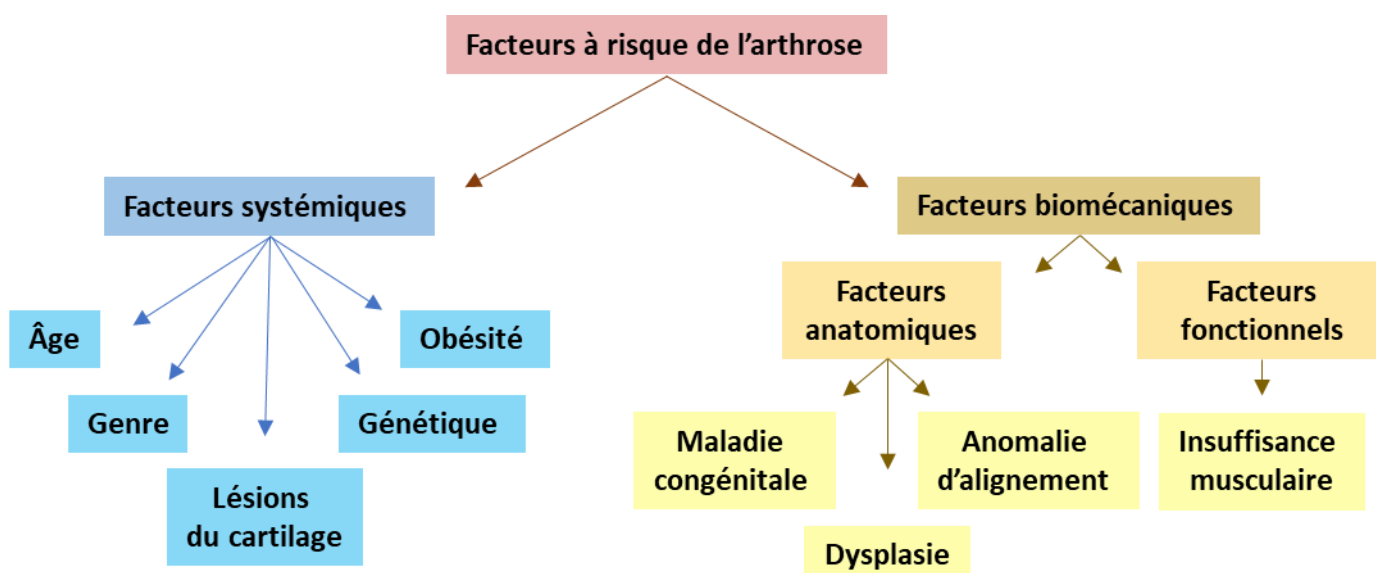 Facteurs à risque de l’arthrose
Facteurs systémiques
Facteurs biomécaniques
Facteurs
anatomiques
Facteurs
fonctionnels
Âge
Obésité
Genre
Génétique
Lésions
du cartilage
Maladie
congénitale
Anomalie
d’alignement
Insuffisance
musculaire
Dysplasie